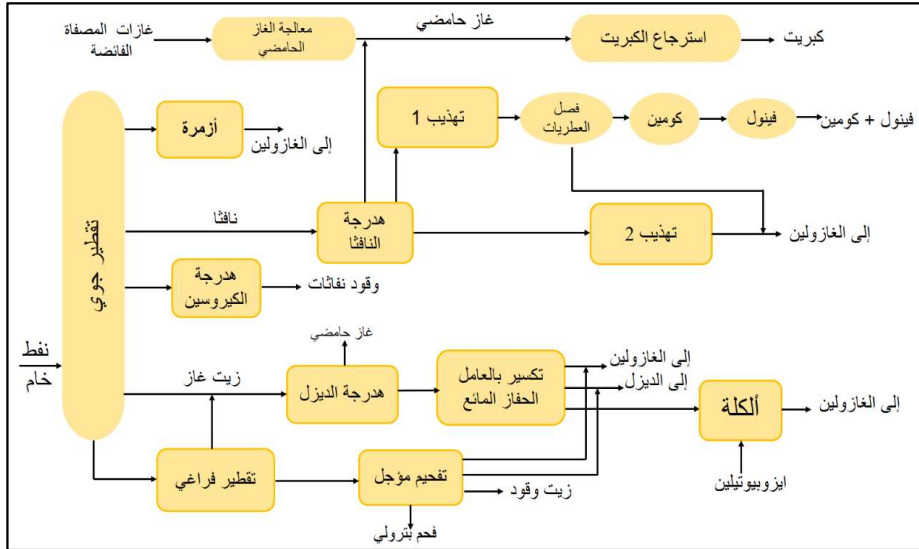 غازات المصفاة
الفائضة
معالجة الغاز
الحامضي
غاز حامضي
استرجاع الكبريت
كبريت
أزمرة
إلى الغازولين
تهذيب 1
فصل
العطريات
كومين
فينول
فينول + كومين
تقطير جوي
نافثا
هدرجة
النافثا
تهذيب 2
إلى الغازولين
هدرجة
الكيروسين
وقود نفاثات
نفط
خام
زيت غاز
غاز حامضي
هدرجة الديزل
تكسير بالعامل
الحفاز المائع
إلى الغازولين
إلى الديزل
ألكلة
إلى الغازولين
تقطير فراغي
تفحيم مؤجل
زيت وقود
ايزوبيوتيلين
فحم بترولي